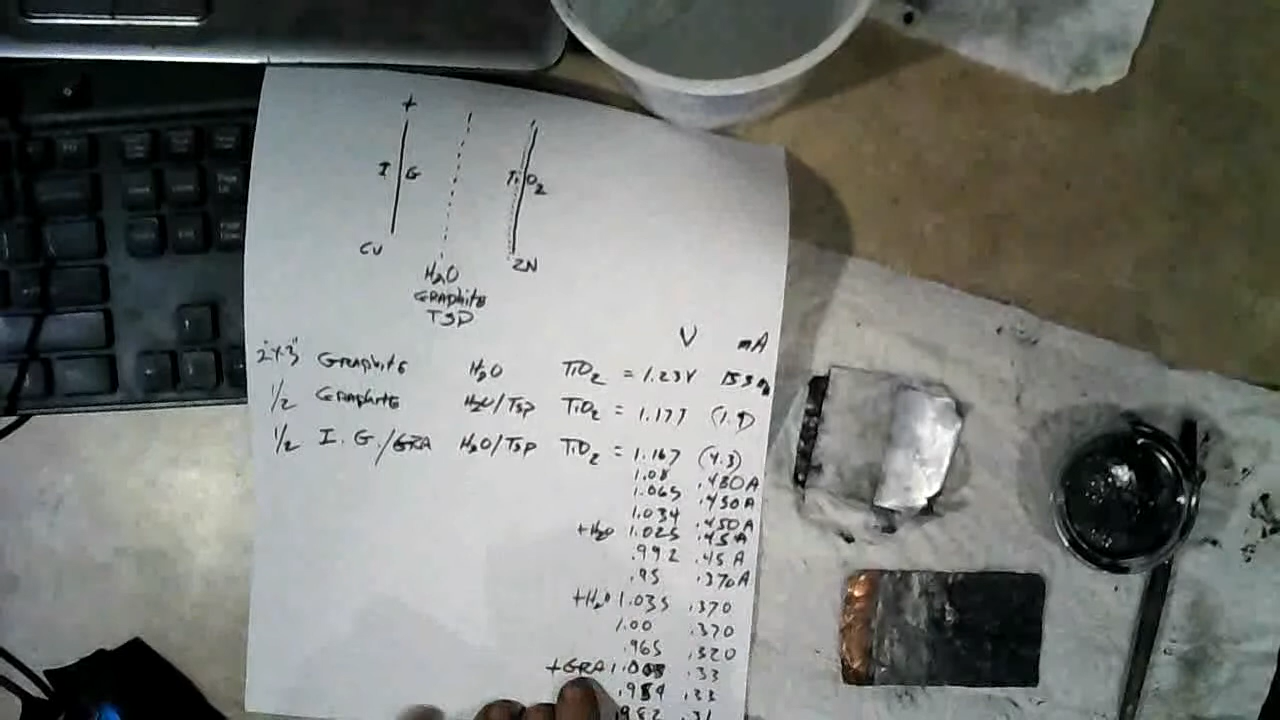 +
I G TiO2
Cu ZN
H2O
GRAPHITE
TSP
V mA
2"x3" GRAPHITE H2O TiO2 = 1.23V
1/2 GRAPHITE H2O/TSP TiO2 = 1.177 (1.9)
1/2 I.G./GRA H2O/TSP TiO2 = 1.167 (4.3)
1.08 .480A
1.065 .450A
1.034 .450A
+H2O 1.025 .45A
.992 .45A
.95 .370A
+H2O 1.035 .370
1.00 .370
.965 .320
+GRA .33
.984 .33
.982 .31